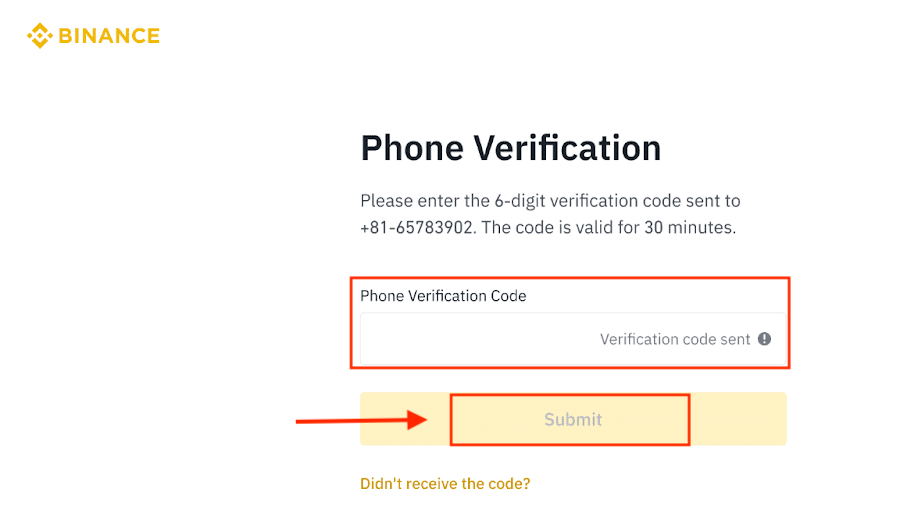 BINANCE
Phone Verification
Please enter the 6-digit verification code sent to
+81-65783902. The code is valid for 30 minutes.
Phone Verification Code
Verification code sent
Submit
Didn't receive the code?